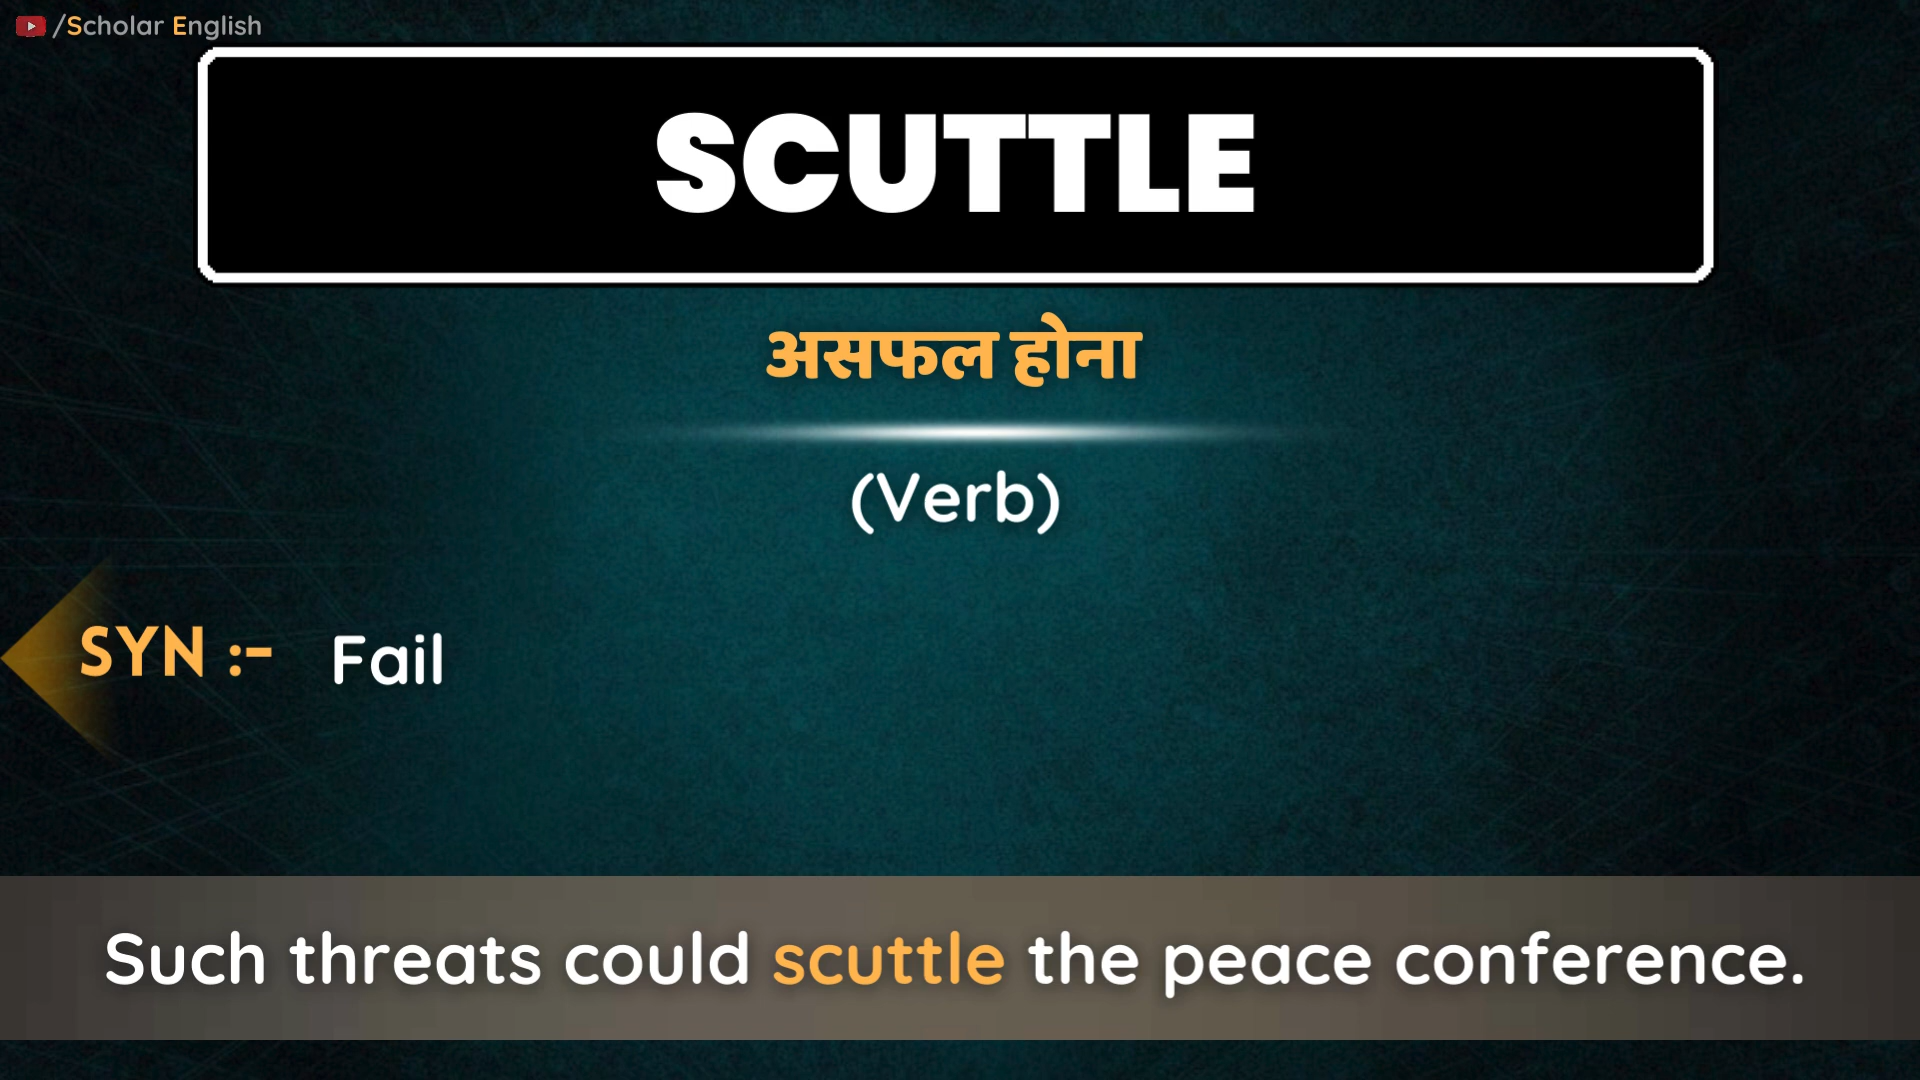 /Scholar English
SCUTTLE
असफल होना
(Verb)
SYN :- Fail
Such threats could scuttle the peace conference.